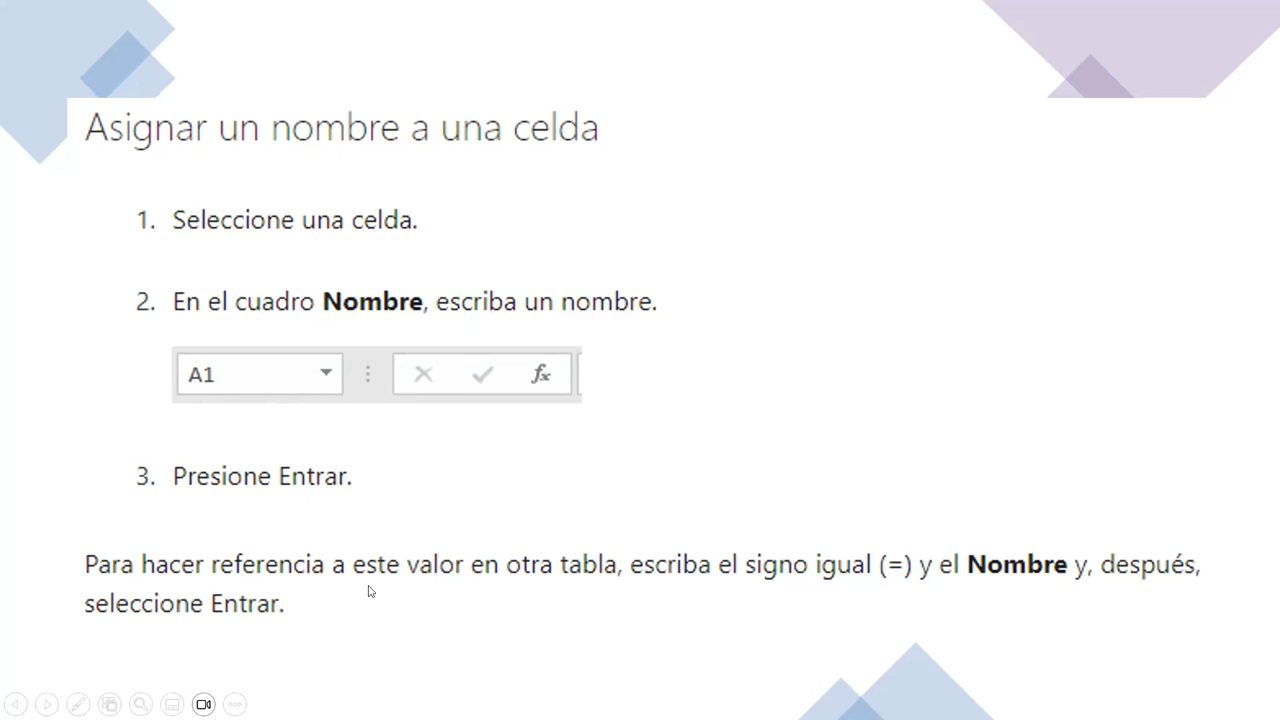 Asignar un nombre a una celda
1. Seleccione una celda.
2. En el cuadro Nombre, escriba un nombre.
A1 fx
3. Presione Entrar.
Para hacer referencia a este valor en otra tabla, escriba el signo igual (=) y el Nombre y, después,
seleccione Entrar.